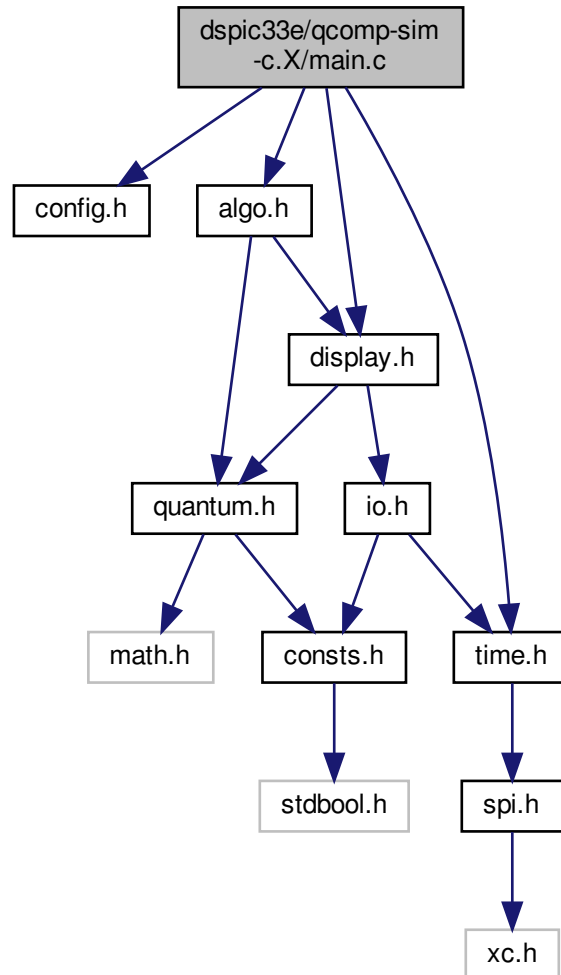 dspic33e/qcomp-sim
-c.X/main.c
config.h
algo.h
display.h
quantum.h
io.h
math.h
consts.h
time.h
stdbool.h
spi.h
xc.h